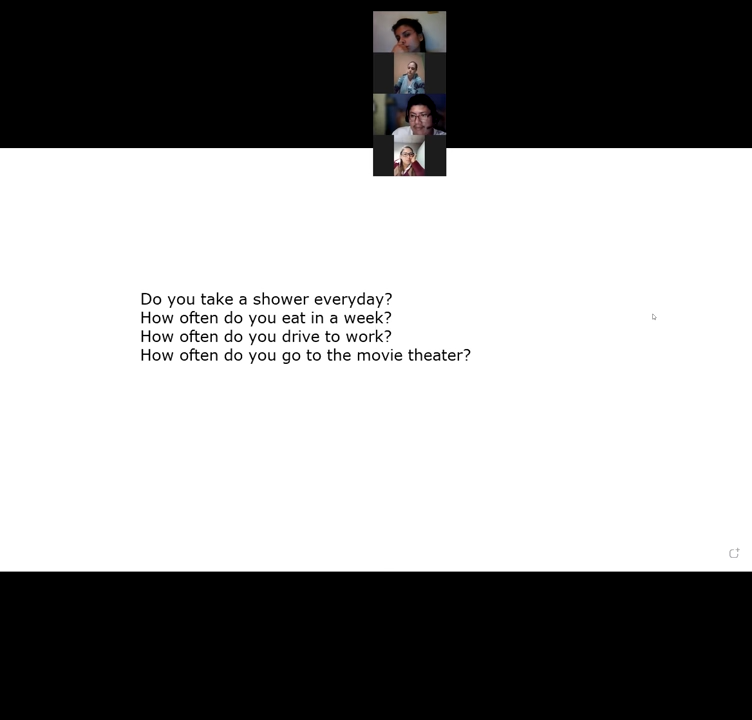 Do you take a shower everyday?
How often do you eat in a week?
How often do you drive to work?
How often do you go to the movie theater?